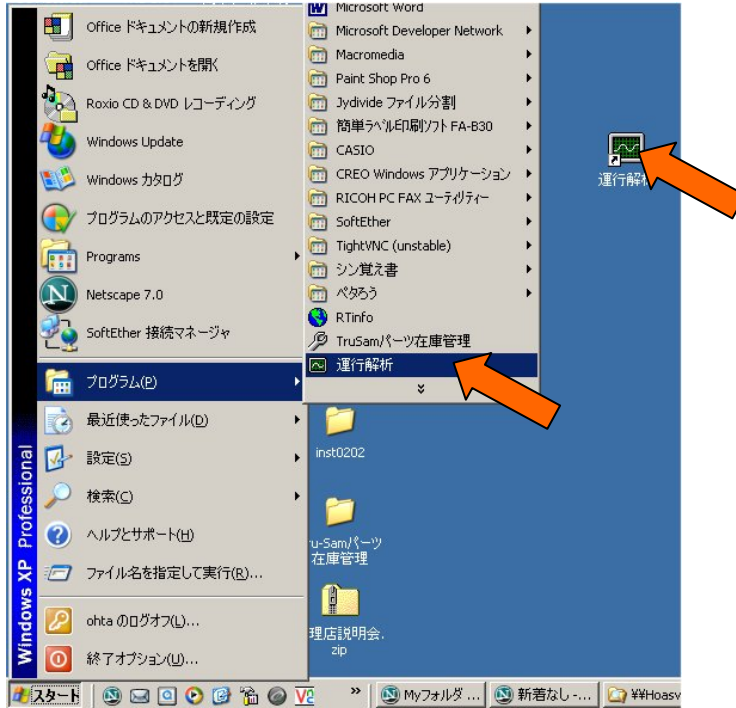 Office ドキュメントの新規作成
Office ドキュメントを開く
Roxio CD & DVD レコーディング
Windows Update
Windows カタログ
プログラムのアクセスと既定の設定
Programs
Netscape 7.0
SoftEther 接続マネージャ
プログラム(P)
最近使ったファイル(D)
設定(S)
検索(C)
ヘルプとサポート(H)
ファイル名を指定して実行(R)...
ohta のログオフ(L)...
終了オプション(U)...
Windows XP Professional
Microsoft Word
Microsoft Developer Network
Macromedia
Paint Shop Pro 6
Jydivide ファイル分割
簡単ラベル印刷ソフト FA-B30
CASIO
CREO Windows アプリケーション
RICOH PC FAX ユーティリティー
SoftEther
TightVNC (unstable)
シン覚え書
ペタろう
RTinfo
TruSamパーツ在庫管理
運行解析
運行解
inst0202
u-Samパーツ
在庫管理
理店説明会.
zip
スタート
Myフォルダ ...
新着なし -...
¥¥Hoasv